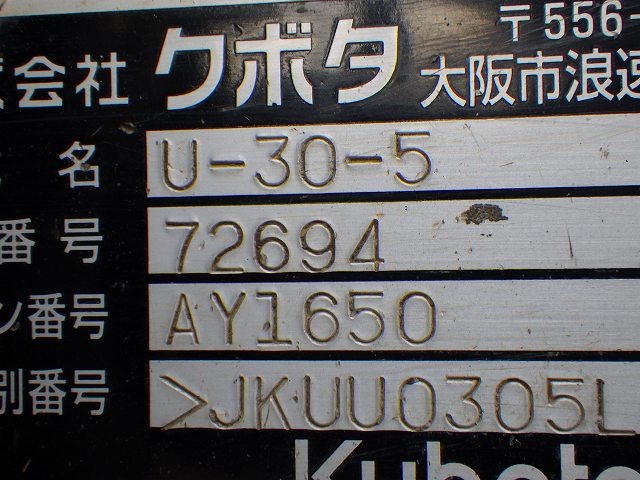 〒556-
会社 クボタ 大阪市浪速
名 U-30-5
番号 72694
ン番号 AY1650
別番号 >JKUU0305L
Kubota